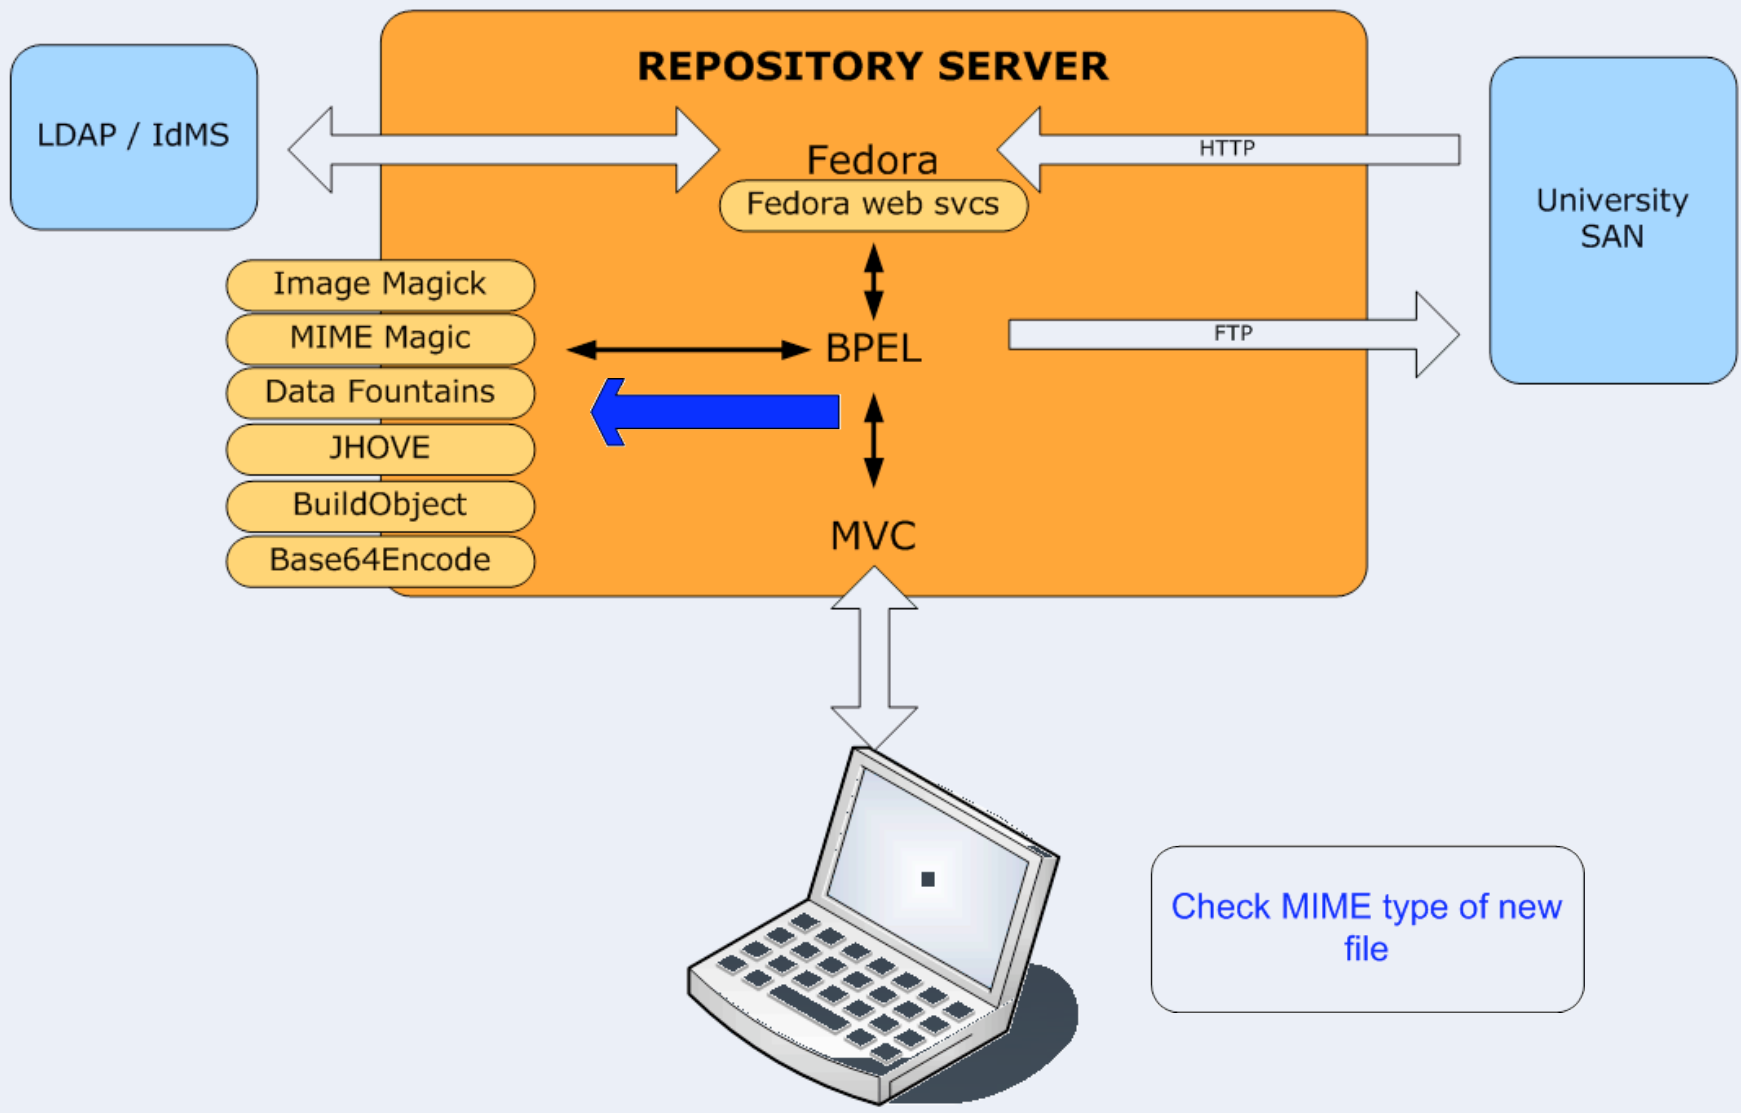 REPOSITORY SERVER
LDAP / IdMS
HTTP
Fedora
Fedora web svcs
University
SAN
Image Magick
MIME Magic
Data Fountains
JHOVE
BuildObject
Base64Encode
BPEL
FTP
MVC
Check MIME type of new
file